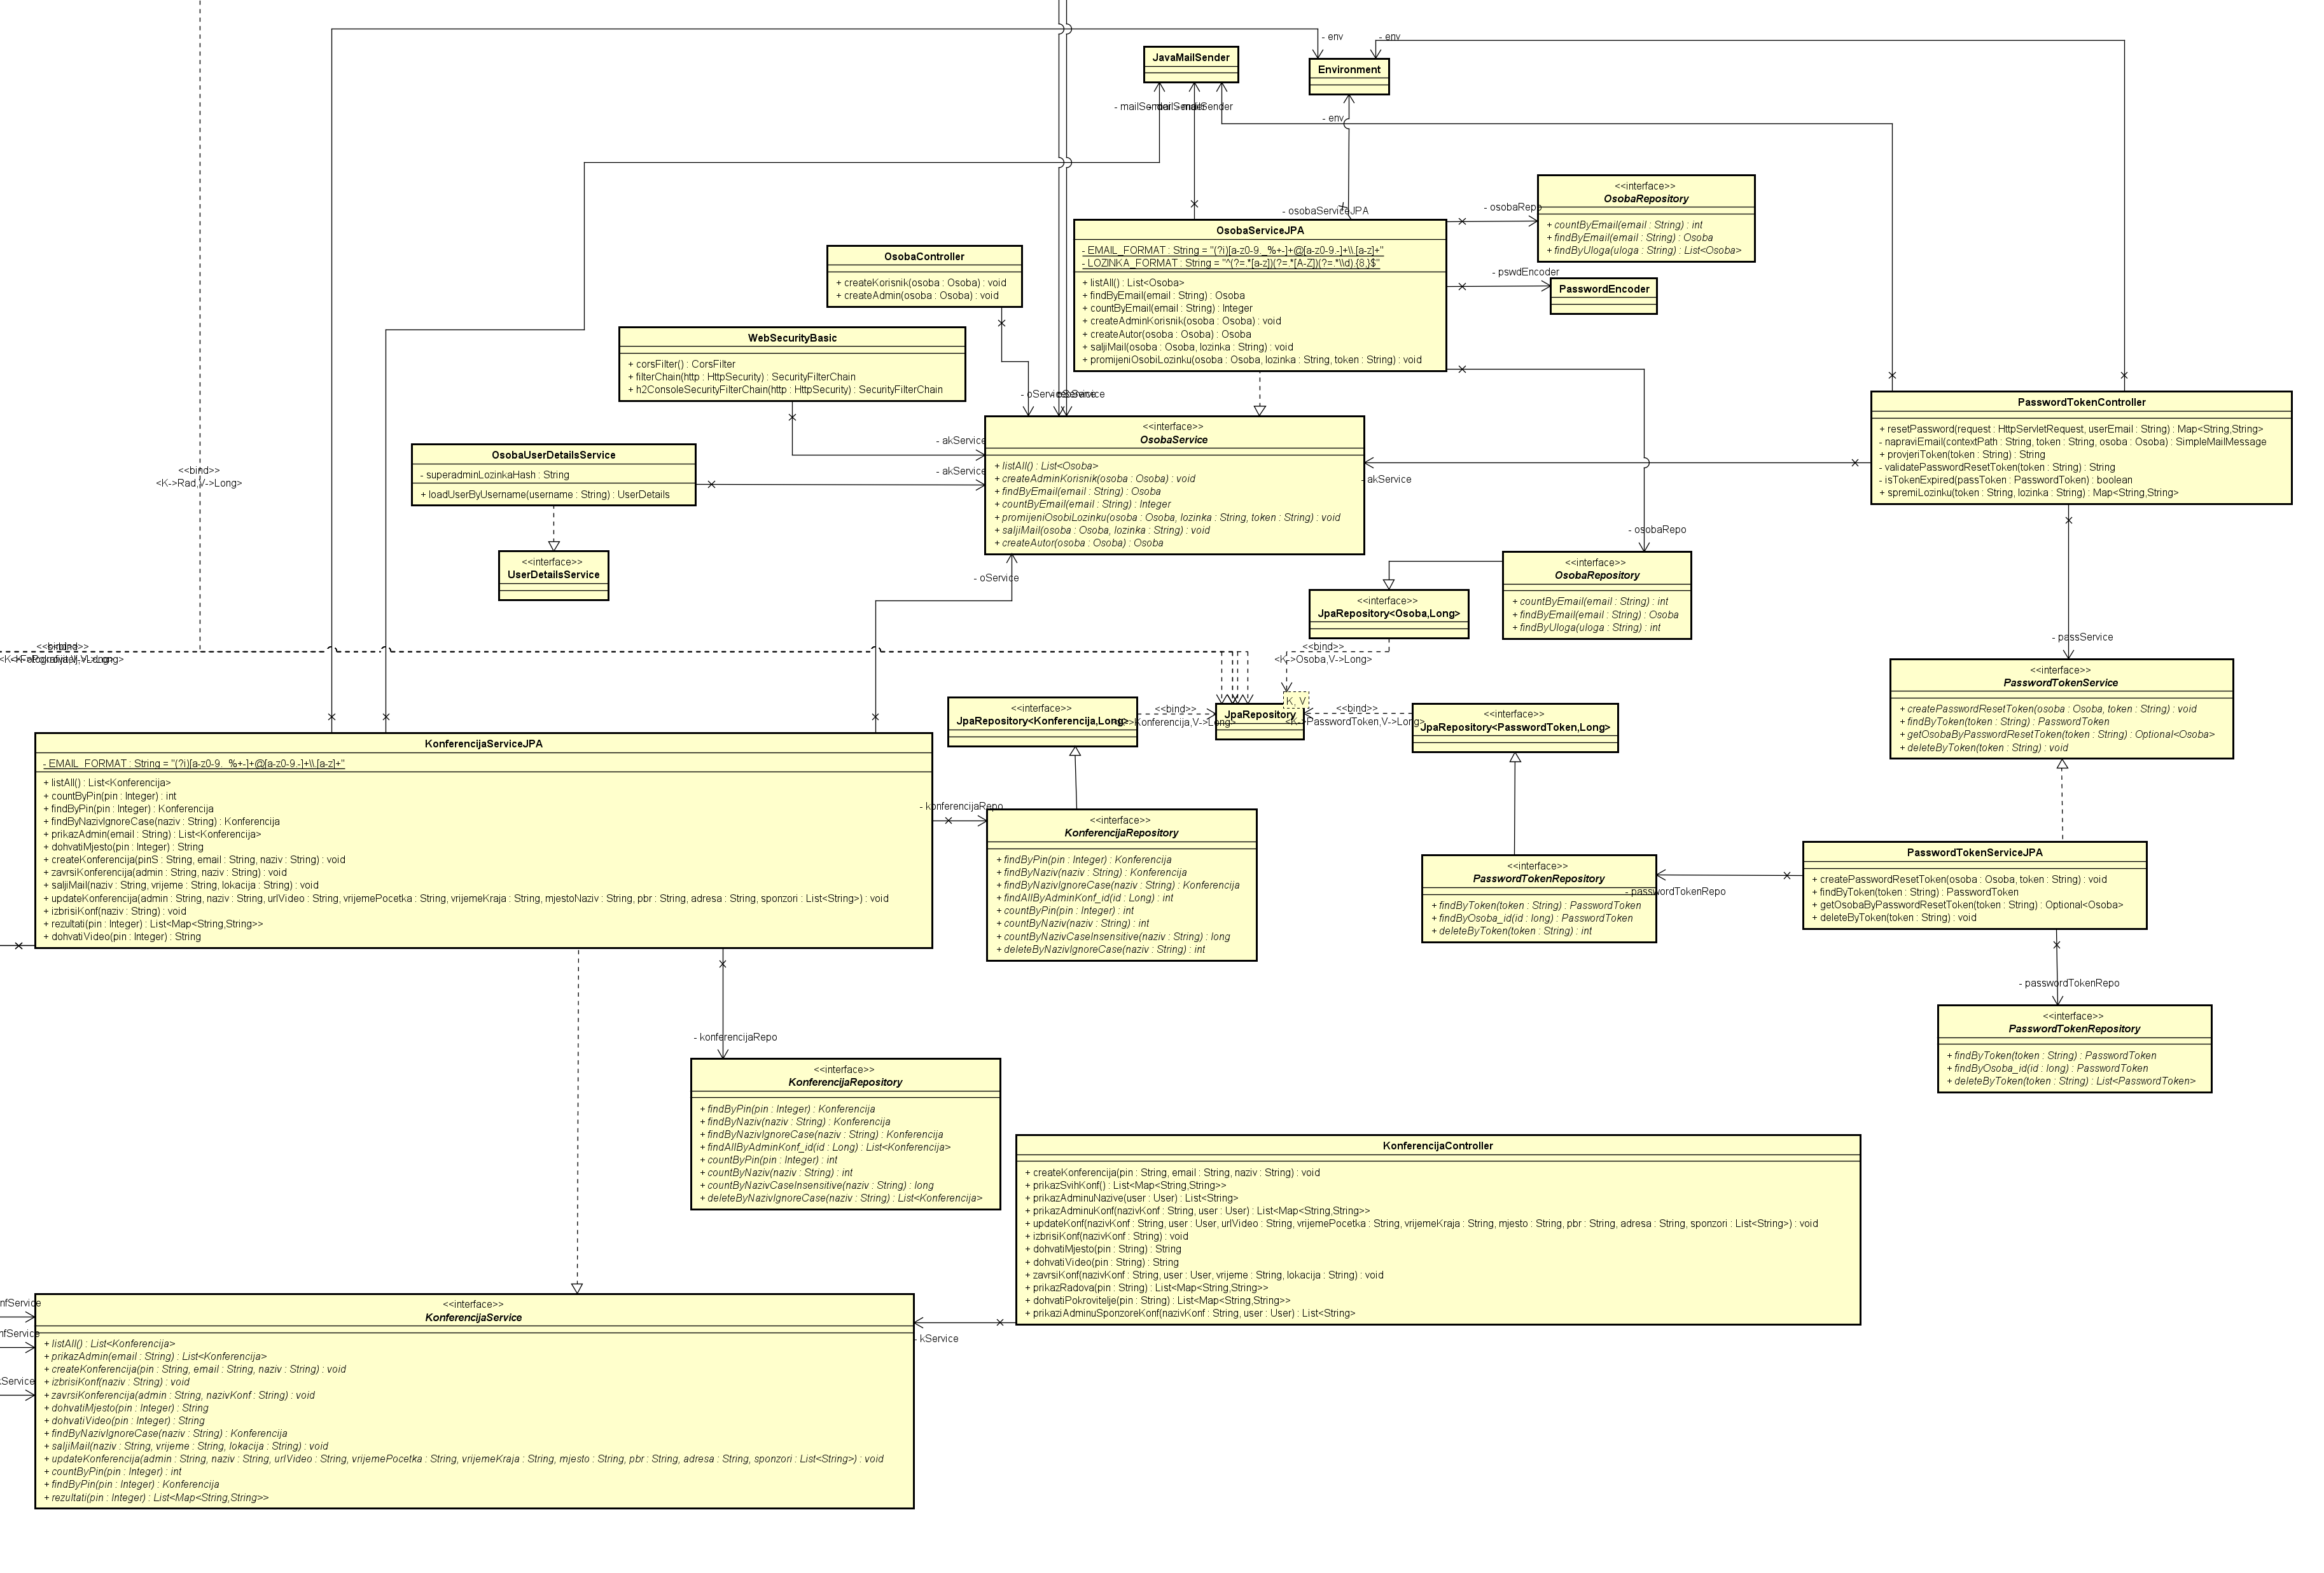 - env
- env
JavaMailSender
Environment
- mailSender
- mailSender
- mailSender
- env
<<interface>>
OsobaRepository
+ countByEmail(email : String) : int
+ findByEmail(email : String) : Osoba
+ findByUloga(uloga : String) : List<Osoba>
- osobaRepo
- osobaServiceJPA
OsobaServiceJPA
- EMAIL_FORMAT : String = "(?i)[a-z0-9._%+-]+@[a-z0-9.-]+\\.[a-z]+"
- LOZINKA_FORMAT : String = "^(?=.*[a-z])(?=.*[A-Z])(?=.*\\d).{8,}$"
+ listAll() : List<Osoba>
+ findByEmail(email : String) : Osoba
+ countByEmail(email : String) : Integer
+ createAdminKorisnik(osoba : Osoba) : void
+ createAutor(osoba : Osoba) : Osoba
+ saljiMail(osoba : Osoba, lozinka : String) : void
+ promijeniOsobiLozinku(osoba : Osoba, lozinka : String, token : String) : void
- pswdEncoder
PasswordEncoder
OsobaController
+ createKorisnik(osoba : Osoba) : void
+ createAdmin(osoba : Osoba) : void
WebSecurityBasic
+ corsFilter() : CorsFilter
+ filterChain(http : HttpSecurity) : SecurityFilterChain
+ h2ConsoleSecurityFilterChain(http : HttpSecurity) : SecurityFilterChain
- oService
PasswordTokenController
+ resetPassword(request : HttpServletRequest, userEmail : String) : Map<String,String>
- napraviEmail(contextPath : String, token : String, osoba : Osoba) : SimpleMailMessage
+ provjeriToken(token : String) : String
- validatePasswordResetToken(token : String) : String
- isTokenExpired(passToken : PasswordToken) : boolean
+ spremiLozinku(token : String, lozinka : String) : Map<String,String>
<<interface>>
OsobaService
+ listAll() : List<Osoba>
+ createAdminKorisnik(osoba : Osoba) : void
+ findByEmail(email : String) : Osoba
+ countByEmail(email : String) : Integer
+ promijeniOsobiLozinku(osoba : Osoba, lozinka : String, token : String) : void
+ saljiMail(osoba : Osoba, lozinka : String) : void
+ createAutor(osoba : Osoba) : Osoba
- akService
- akService
- akService
OsobaUserDetailsService
- superadminLozinkaHash : String
+ loadUserByUsername(username : String) : UserDetails
<<bind>>
<K->Rad,V->Long>
<<interface>>
UserDetailsService
- oService
- osobaRepo
<<interface>>
OsobaRepository
+ countByEmail(email : String) : int
+ findByEmail(email : String) : Osoba
+ findByUloga(uloga : String) : int
<<interface>>
JpaRepository<Osoba,Long>
<<bind>>
<K->Osoba,V->Long>
- passService
<<interface>>
PasswordTokenService
+ createPasswordResetToken(osoba : Osoba, token : String) : void
+ findByToken(token : String) : PasswordToken
+ getOsobaByPasswordResetToken(token : String) : Optional<Osoba>
+ deleteByToken(token : String) : void
<<interface>>
JpaRepository<Konferencija,Long>
<<bind>>
<K->Konferencija,V->Long>
K, V
JpaRepository
<<bind>>
<K->PasswordToken,V->Long>
<<interface>>
JpaRepository<PasswordToken,Long>
KonferencijaServiceJPA
- EMAIL_FORMAT : String = "(?i)[a-z0-9._%+-]+@[a-z0-9.-]+\\.[a-z]+"
+ listAll() : List<Konferencija>
+ countByPin(pin : Integer) : int
+ findByPin(pin : Integer) : Konferencija
+ findByNazivIgnoreCase(naziv : String) : Konferencija
+ prikazAdmin(email : String) : List<Konferencija>
+ dohvatiMjesto(pin : Integer) : String
+ createKonferencija(pinS : String, email : String, naziv : String) : void
+ zavrsiKonferencija(admin : String, naziv : String) : void
+ saljiMail(naziv : String, vrijeme : String, lokacija : String) : void
+ updateKonferencija(admin : String, naziv : String, urlVideo : String, vrijemePocetka : String, vrijemeKraja : String, mjestoNaziv : String, pbr : String, adresa : String, sponzori : List<String>) : void
+ izbrisiKonf(naziv : String) : void
+ rezultati(pin : Integer) : List<Map<String,String>>
+ dohvatiVideo(pin : Integer) : String
- konferencijaRepo
<<interface>>
KonferencijaRepository
+ findByPin(pin : Integer) : Konferencija
+ findByNaziv(naziv : String) : Konferencija
+ findByNazivIgnoreCase(naziv : String) : Konferencija
+ findAllByAdminKonf_id(id : Long) : int
+ countByPin(pin : Integer) : int
+ countByNaziv(naziv : String) : int
+ countByNazivCaseInsensitive(naziv : String) : long
+ deleteByNazivIgnoreCase(naziv : String) : int
<<interface>>
PasswordTokenRepository
+ findByToken(token : String) : PasswordToken
+ findByOsoba_id(id : long) : PasswordToken
+ deleteByToken(token : String) : int
- passwordTokenRepo
PasswordTokenServiceJPA
+ createPasswordResetToken(osoba : Osoba, token : String) : void
+ findByToken(token : String) : PasswordToken
+ getOsobaByPasswordResetToken(token : String) : Optional<Osoba>
+ deleteByToken(token : String) : void
- passwordTokenRepo
<<interface>>
PasswordTokenRepository
+ findByToken(token : String) : PasswordToken
+ findByOsoba_id(id : long) : PasswordToken
+ deleteByToken(token : String) : List<PasswordToken>
- konferencijaRepo
<<interface>>
KonferencijaRepository
+ findByPin(pin : Integer) : Konferencija
+ findByNaziv(naziv : String) : Konferencija
+ findByNazivIgnoreCase(naziv : String) : Konferencija
+ findAllByAdminKonf_id(id : Long) : List<Konferencija>
+ countByPin(pin : Integer) : int
+ countByNaziv(naziv : String) : int
+ countByNazivCaseInsensitive(naziv : String) : long
+ deleteByNazivIgnoreCase(naziv : String) : List<Konferencija>
KonferencijaController
+ createKonferencija(pin : String, email : String, naziv : String) : void
+ prikazSvihKonf() : List<Map<String,String>>
+ prikazAdminuNazive(user : User) : List<String>
+ prikazAdminuKonf(nazivKonf : String, user : User) : List<Map<String,String>>
+ updateKonf(nazivKonf : String, user : User, urlVideo : String, vrijemePocetka : String, vrijemeKraja : String, mjesto : String, pbr : String, adresa : String, sponzori : List<String>) : void
+ izbrisiKonf(nazivKonf : String) : void
+ dohvatiMjesto(pin : String) : String
+ dohvatiVideo(pin : String) : String
+ zavrsiKonf(nazivKonf : String, user : User, vrijeme : String, lokacija : String) : void
+ prikazRadova(pin : String) : List<Map<String,String>>
+ dohvatiPokrovitelje(pin : String) : List<Map<String,String>>
+ prikaziAdminuSponzoreKonf(nazivKonf : String, user : User) : List<String>
- kService
nfService
nfService
kService
<<interface>>
KonferencijaService
+ listAll() : List<Konferencija>
+ prikazAdmin(email : String) : List<Konferencija>
+ createKonferencija(pin : String, email : String, naziv : String) : void
+ izbrisiKonf(naziv : String) : void
+ zavrsiKonferencija(admin : String, nazivKonf : String) : void
+ dohvatiMjesto(pin : Integer) : String
+ dohvatiVideo(pin : Integer) : String
+ findByNazivIgnoreCase(naziv : String) : Konferencija
+ saljiMail(naziv : String, vrijeme : String, lokacija : String) : void
+ updateKonferencija(admin : String, naziv : String, urlVideo : String, vrijemePocetka : String, vrijemeKraja : String, mjesto : String, pbr : String, adresa : String, sponzori : List<String>) : void
+ countByPin(pin : Integer) : int
+ findByPin(pin : Integer) : Konferencija
+ rezultati(pin : Integer) : List<Map<String,String>>